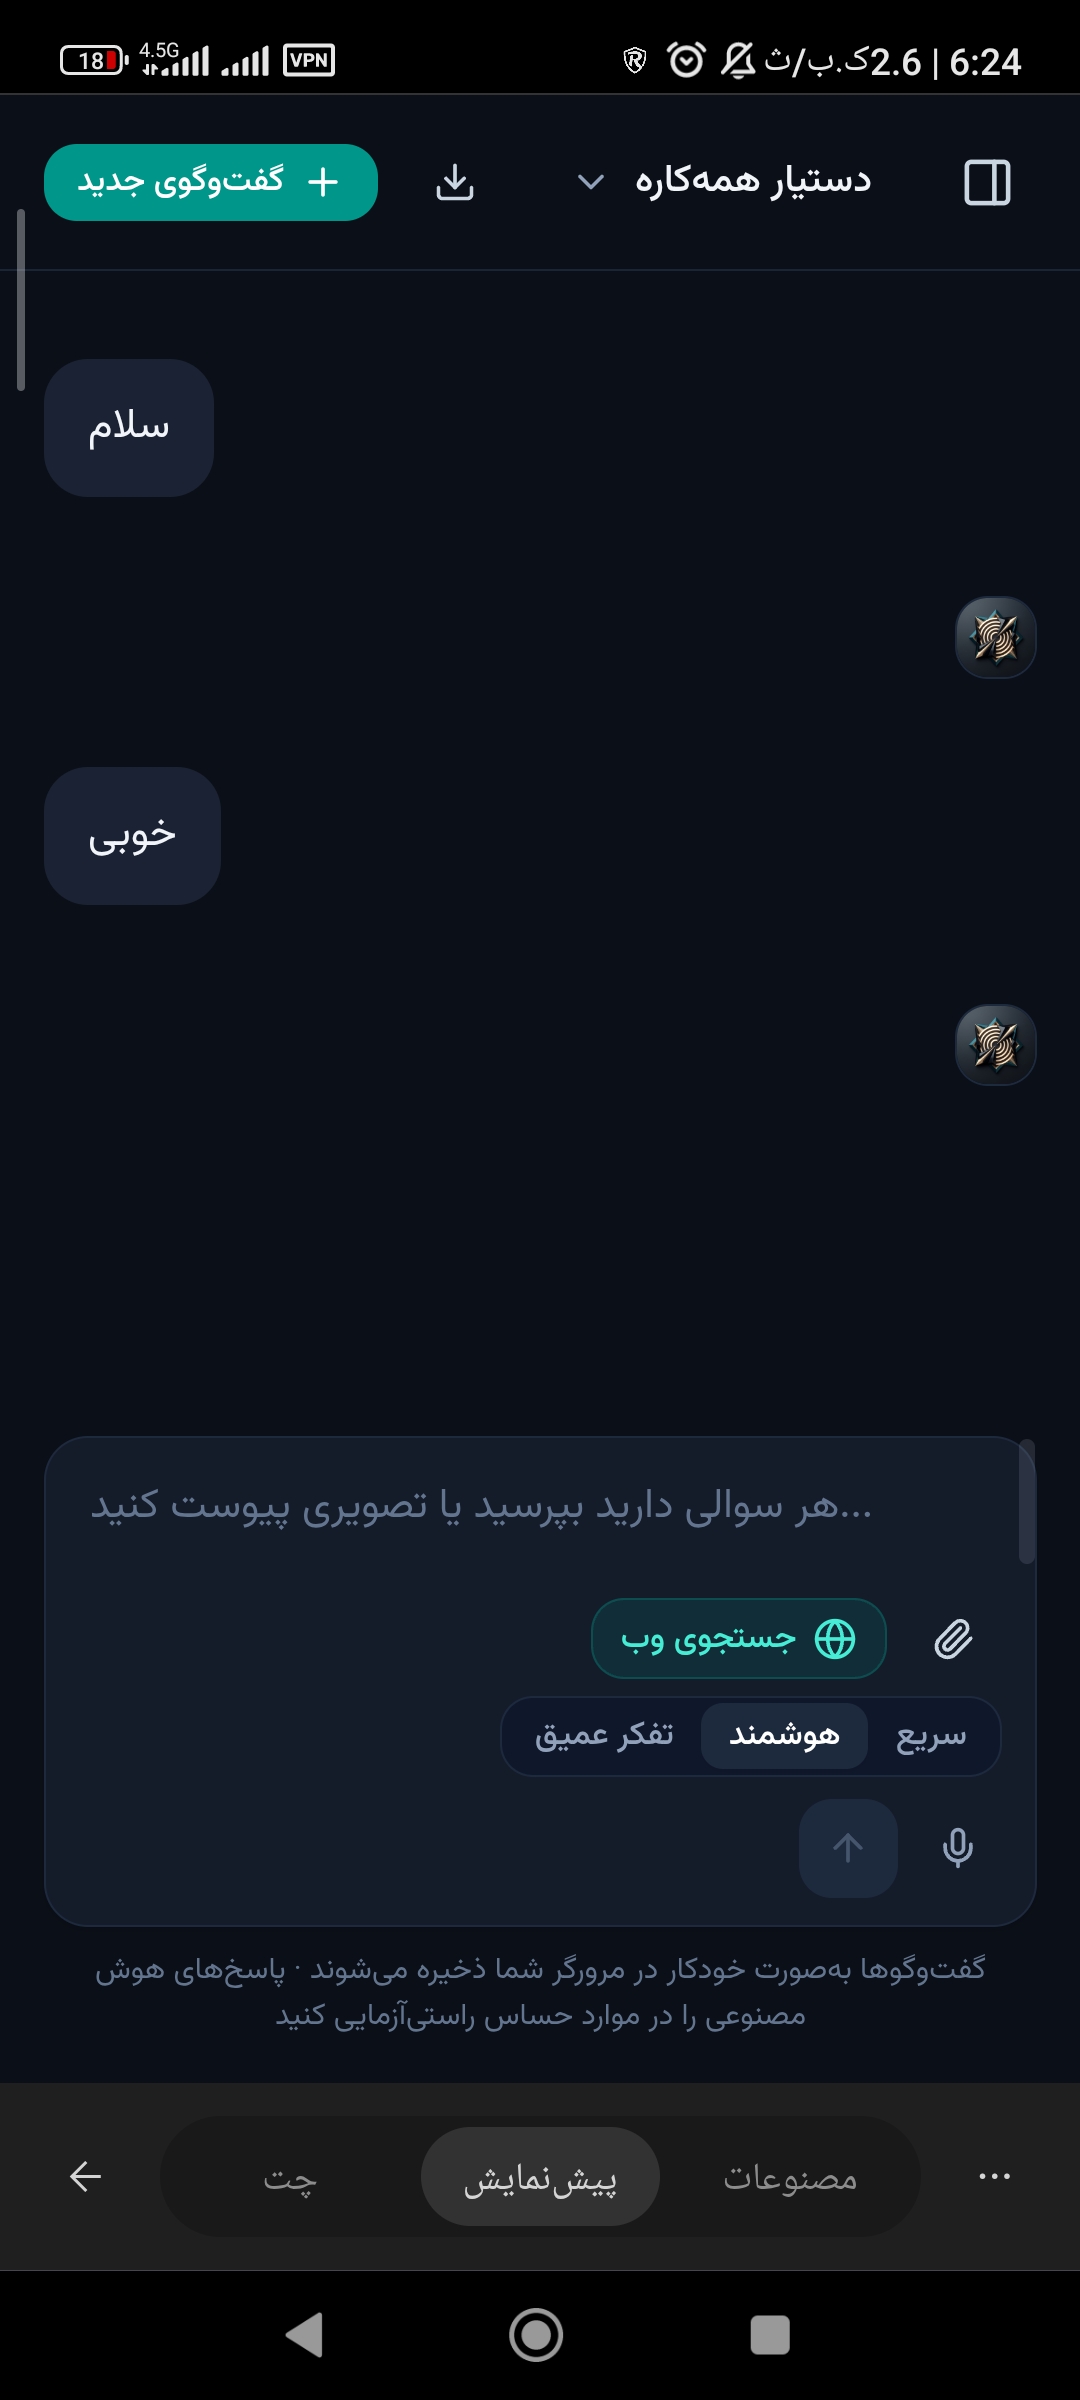 18 4.5G VPN 2.6ک.ب/ث | 6:24
دستیار همه‌کاره
گفت‌وگوی جدید
سلام
خوبی
هر سوالی دارید بپرسید یا تصویری پیوست کنید...
جستجوی وب
سریع هوشمند تفکر عمیق
گفت‌وگوها به‌صورت خودکار در مرورگر شما ذخیره می‌شوند · پاسخ‌های هوش
مصنوعی را در موارد حساس راستی‌آزمایی کنید
مصنوعات پیش‌نمایش چت